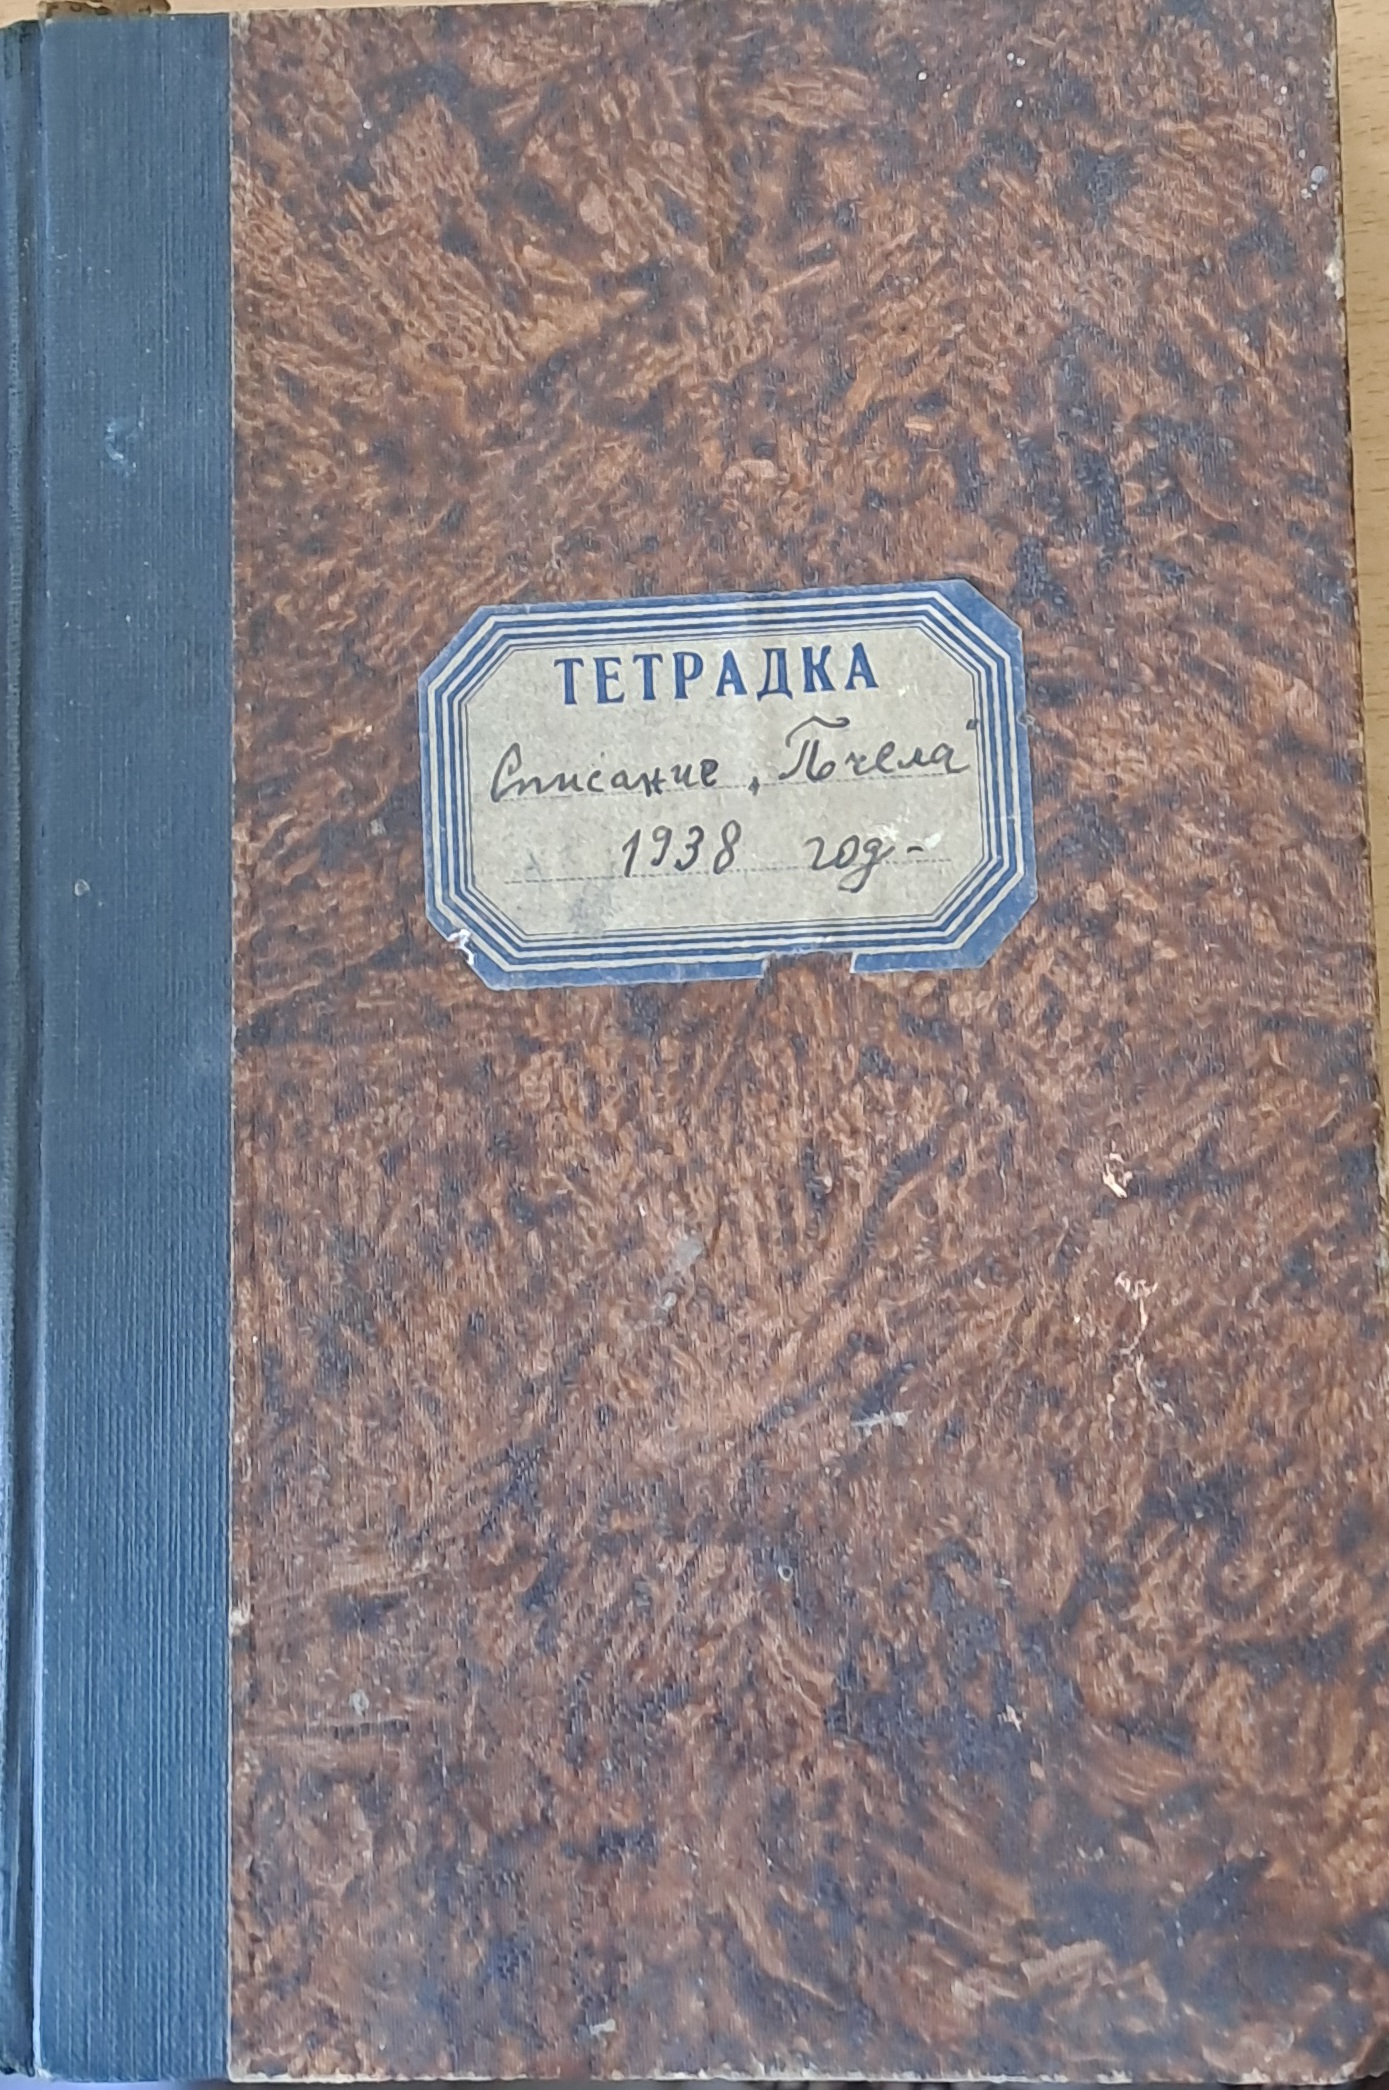 ТЕТРАДКА
Списание „Пчела"
1938 год-